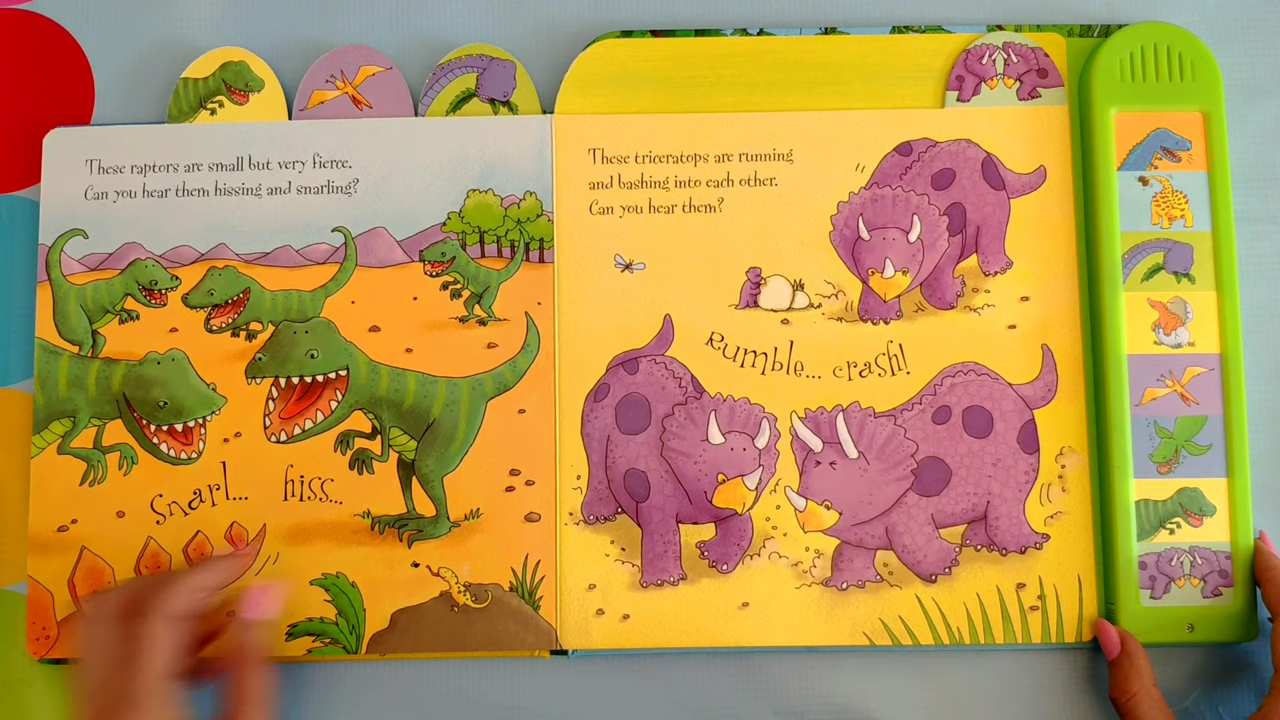 These raptors are small but very fierce.
Can you hear them hissing and snarling?
Snarl... hiss...
These triceratops are running
and bashing into each other.
Can you hear them?
Rumble... crash!